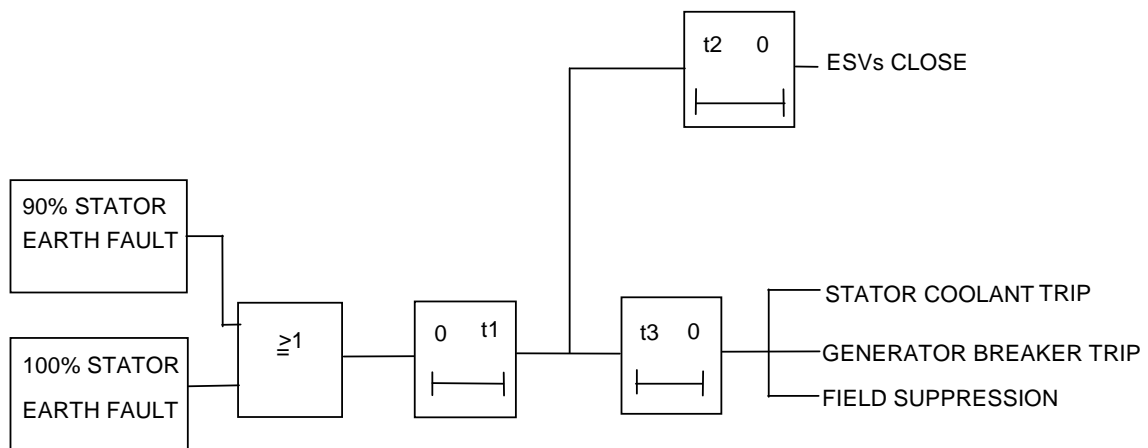 t2 0
ESVs CLOSE
90% STATOR
EARTH FAULT
100% STATOR
EARTH FAULT
≧1
0 t1
t3 0
STATOR COOLANT TRIP
GENERATOR BREAKER TRIP
FIELD SUPPRESSION